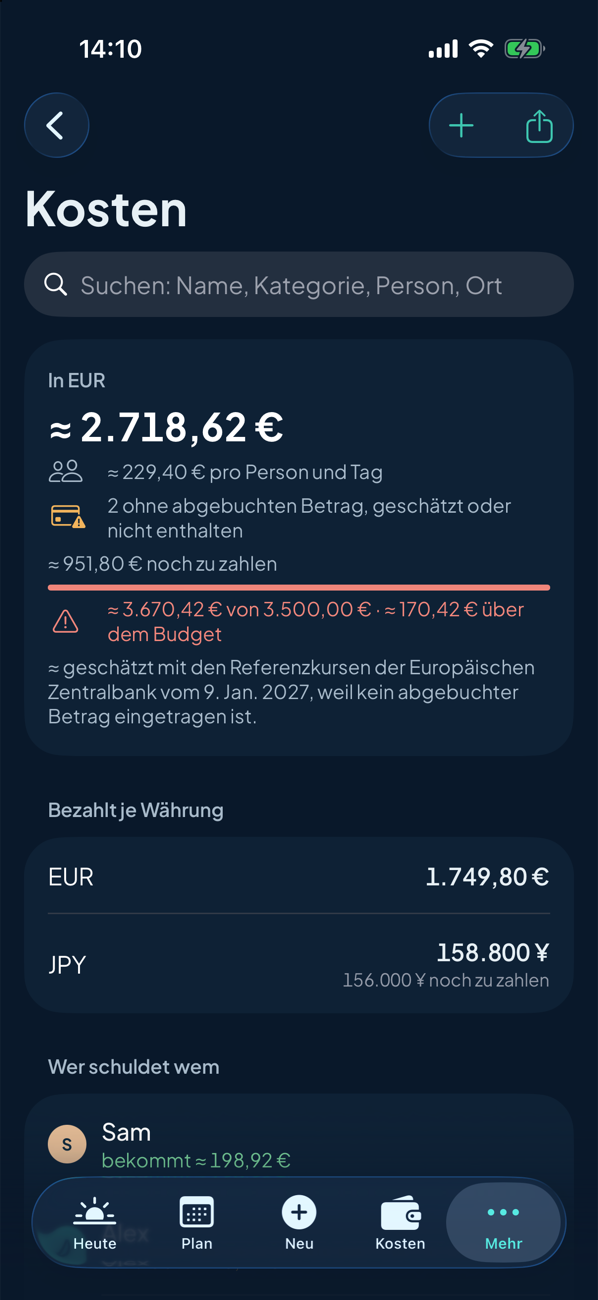 14:10
Kosten
Suchen: Name, Kategorie, Person, Ort
In EUR
≈ 2.718,62 €
≈ 229,40 € pro Person und Tag
2 ohne abgebuchten Betrag, geschätzt oder
nicht enthalten
≈ 951,80 € noch zu zahlen
≈ 3.670,42 € von 3.500,00 € · ≈ 170,42 € über
dem Budget
≈ geschätzt mit den Referenzkursen der Europäischen
Zentralbank vom 9. Jan. 2027, weil kein abgebuchter
Betrag eingetragen ist.
Bezahlt je Währung
EUR
1.749,80 €
JPY
158.800 ¥
156.000 ¥ noch zu zahlen
Wer schuldet wem
S
Sam
bekommt ≈ 198,92 €
Alex
Heute
Plan
Neu
Kosten
Mehr